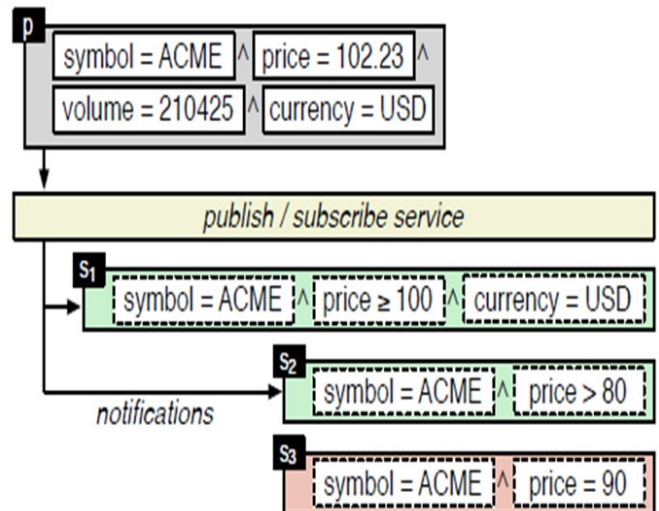 p
symbol = ACME ^ price = 102.23 ^
volume = 210425 ^ currency = USD
publish / subscribe service
S1
symbol = ACME ^ price ≥ 100 ^ currency = USD
S2
symbol = ACME ^ price > 80
notifications
S3
symbol = ACME ^ price = 90